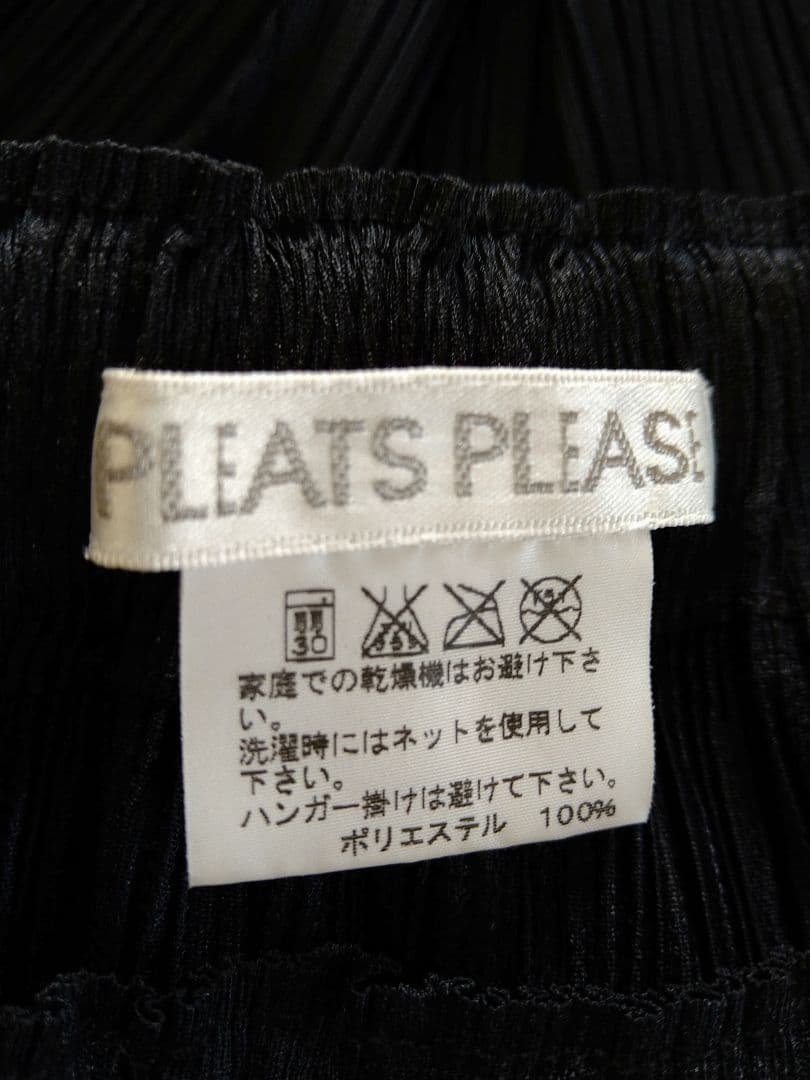 PLEATS PLEASE
弱
30
家庭での乾燥機はお避け下さ
い。
洗濯時にはネットを使用して
下さい。
ハンガー掛けは避けて下さい。
ポリエステル 100%